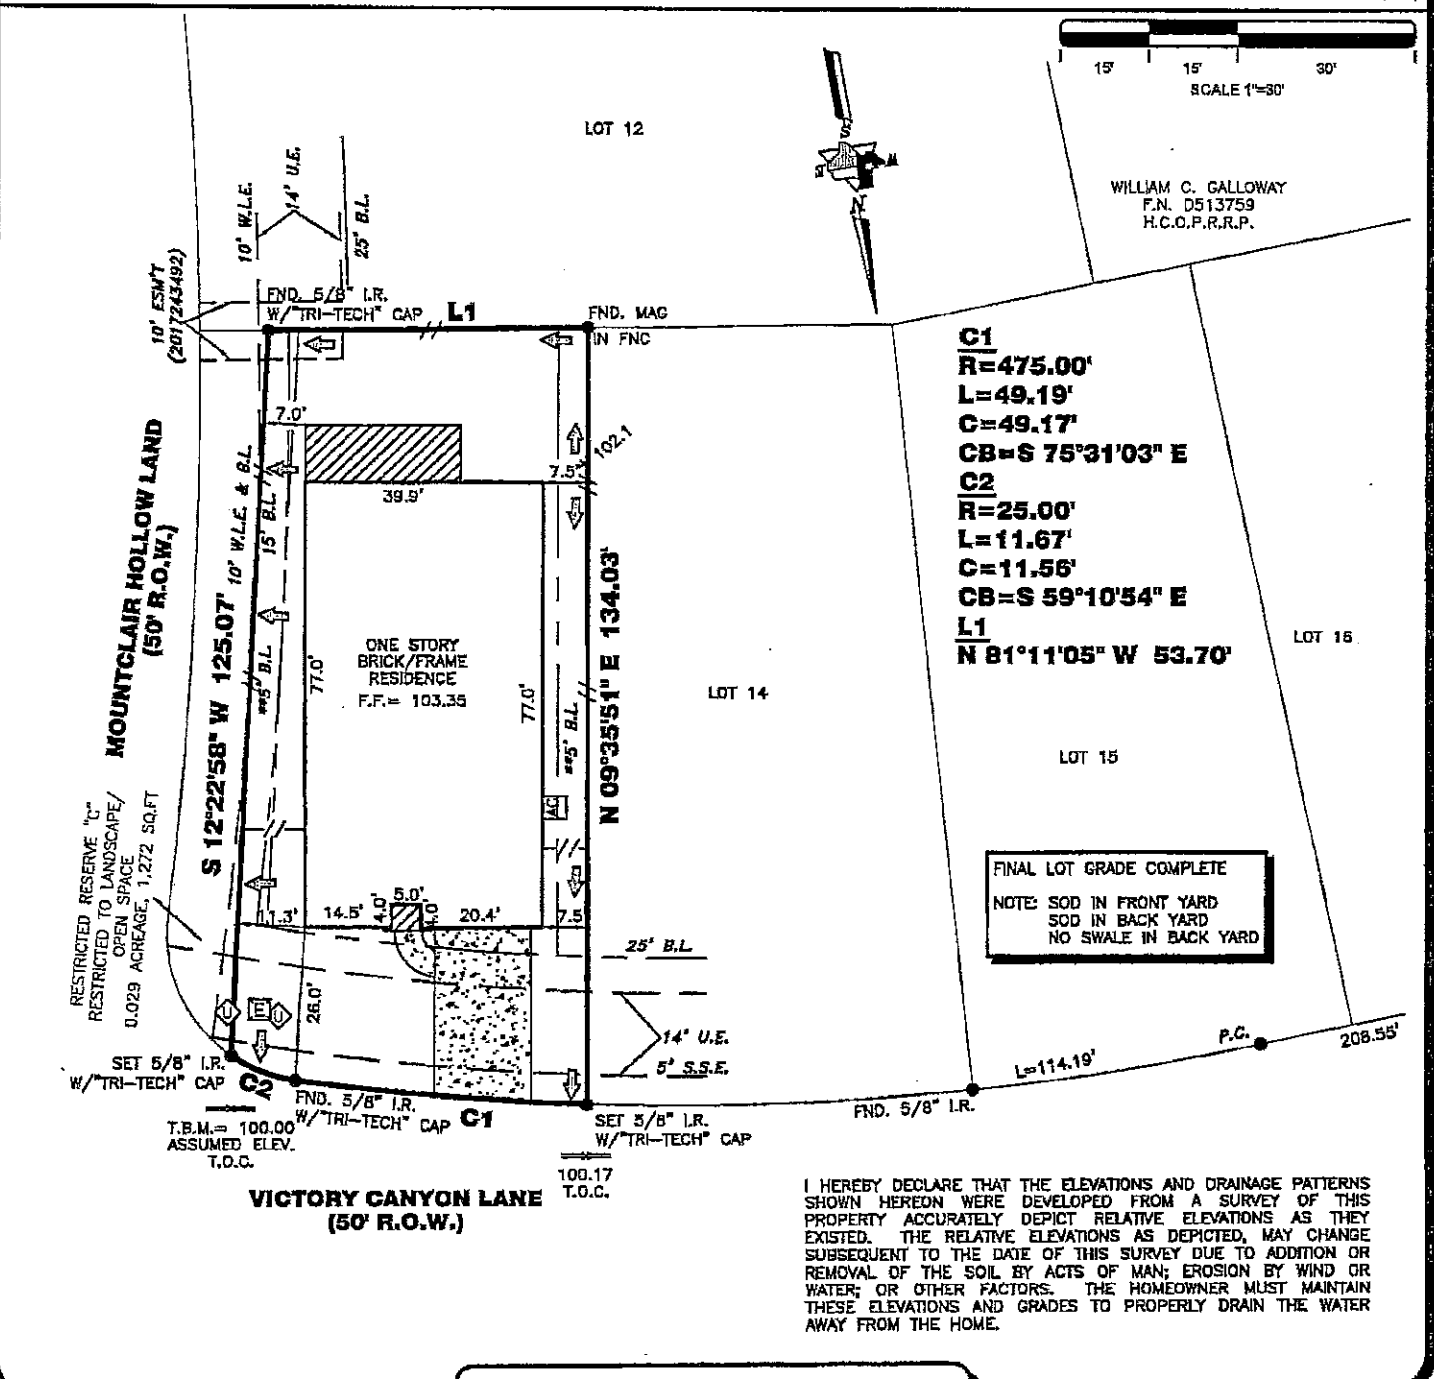 15'
15'
30'
SCALE 1"=30'
LOT 12
S
N
WILLIAM C. GALLOWAY
F.N. D513759
H.C.O.P.R.R.P.
10' W.L.E.
14' U.E.
25' B.L.
10' ESM'T
(2017243492)
FND. 5/8" I.R.
W/"TRI-TECH" CAP
L1
FND. MAG
IN FNC
C1
R=475.00'
L=49.19'
C=49.17'
CB=S 75°31'03" E
C2
R=25.00'
L=11.67'
C=11.56'
CB=S 59°10'54" E
L1
N 81°11'05" W 53.70'
7.0'
102.1
7.5'
39.9'
MOUNTCLAIR HOLLOW LAND
(50' R.O.W.)
10' W.L.E. & B.L.
15' B.L.
S 12°22'58" W 125.07'
**5' B.L.
77.0'
ONE STORY
BRICK/FRAME
RESIDENCE
F.F.= 103.35
77.0'
**5' B.L.
N 09°35'51" E 134.03'
LOT 14
LOT 15
LOT 16
AC
RESTRICTED RESERVE "C"
RESTRICTED TO LANDSCAPE/
OPEN SPACE
0.029 ACREAGE, 1,272 SQ.FT
11.3'
14.5'
4.0'
5.0'
4.0'
20.4'
7.5
26.0'
25' B.L.
14' U.E.
5' S.S.E.
FINAL LOT GRADE COMPLETE
NOTE: SOD IN FRONT YARD
SOD IN BACK YARD
NO SWALE IN BACK YARD
P.C.
208.55'
L=114.19'
FND. 5/8" I.R.
SET 5/8" I.R.
W/"TRI-TECH" CAP
C2
FND. 5/8" I.R.
W/"TRI-TECH" CAP
C1
SET 5/8" I.R.
W/"TRI-TECH" CAP
T.B.M.= 100.00
ASSUMED ELEV.
T.O.C.
100.17
T.O.C.
VICTORY CANYON LANE
(50' R.O.W.)
I HEREBY DECLARE THAT THE ELEVATIONS AND DRAINAGE PATTERNS
SHOWN HEREON WERE DEVELOPED FROM A SURVEY OF THIS
PROPERTY ACCURATELY DEPICT RELATIVE ELEVATIONS AS THEY
EXISTED. THE RELATIVE ELEVATIONS AS DEPICTED, MAY CHANGE
SUBSEQUENT TO THE DATE OF THIS SURVEY DUE TO ADDITION OR
REMOVAL OF THE SOIL BY ACTS OF MAN; EROSION BY WIND OR
WATER; OR OTHER FACTORS. THE HOMEOWNER MUST MAINTAIN
THESE ELEVATIONS AND GRADES TO PROPERLY DRAIN THE WATER
AWAY FROM THE HOME.